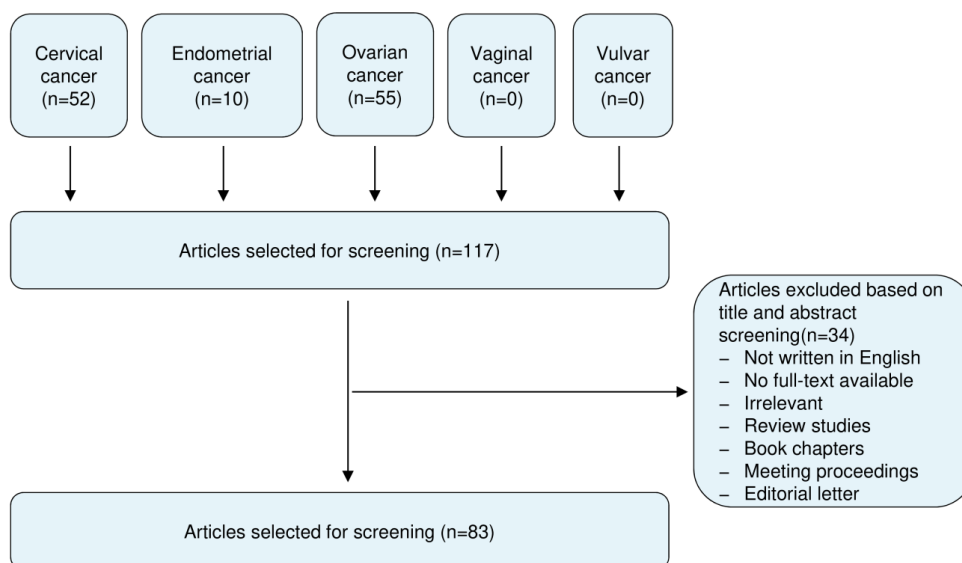 Cervical
cancer
(n=52)
Endometrial
cancer
(n=10)
Ovarian
cancer
(n=55)
Vaginal
cancer
(n=0)
Vulvar
cancer
(n=0)
Articles selected for screening (n=117)
Articles excluded based on
title and abstract
screening(n=34)
– Not written in English
– No full-text available
– Irrelevant
– Review studies
– Book chapters
– Meeting proceedings
– Editorial letter
Articles selected for screening (n=83)